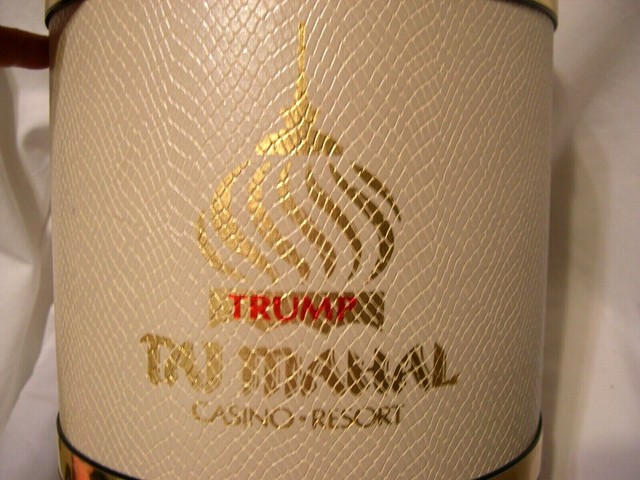 TRUMP
TAJ MAHAL
CASINO • RESORT